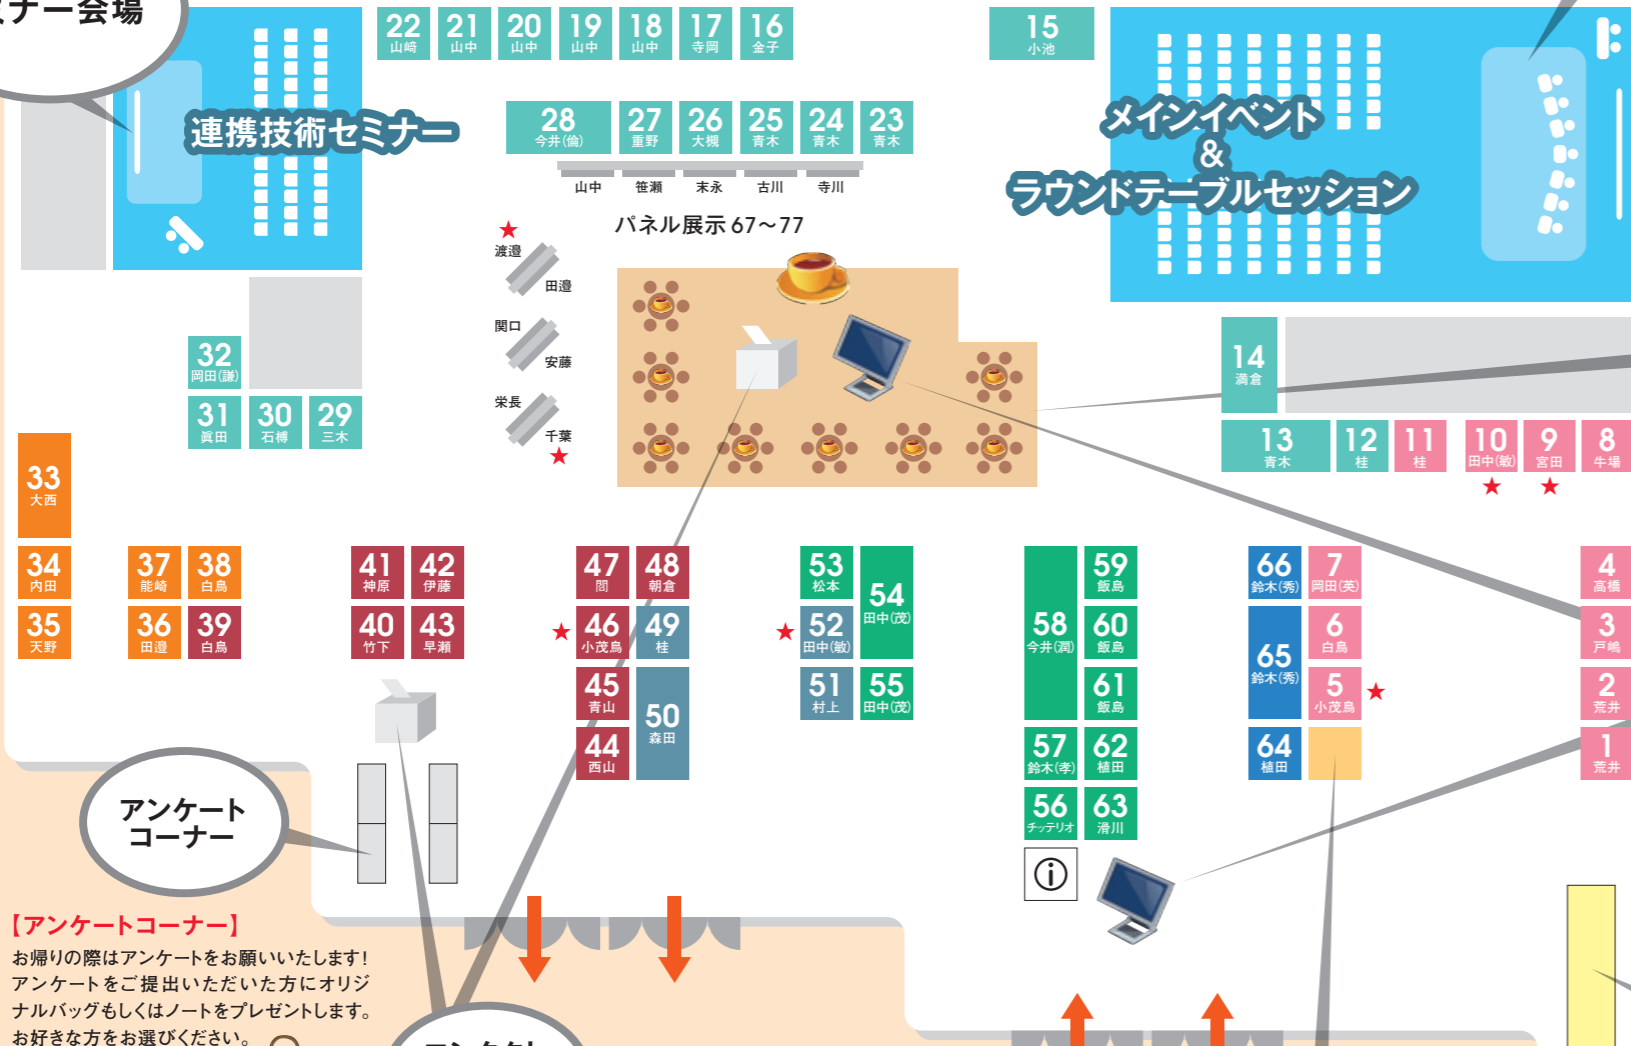 ミナー会場
22
山﨑
21
山中
20
山中
19
山中
18
山中
17
寺岡
16
金子
15
小池
連携技術セミナー
28
今井(倫)
27
重野
26
大槻
25
青木
24
青木
23
青木
メインイベント
&
ラウンドテーブルセッション
山中
笹瀬
末永
古川
寺川
パネル展示 67〜77
★
渡邉
田邉
関口
安藤
栄長
千葉
★
32
岡田(謙)
31
眞田
30
石榑
29
三木
14
満倉
13
青木
12
桂
11
桂
10
田中(敏)
★
9
宮田
★
8
牛場
33
大西
34
内田
35
天野
37
能崎
38
白鳥
36
田邉
39
白鳥
41
神原
42
伊藤
40
竹下
43
早瀬
47
閻
48
朝倉
★
46
小茂鳥
49
桂
45
青山
50
森田
44
西山
53
松本
54
田中(茂)
★
52
田中(敏)
51
村上
55
田中(茂)
58
今井(潤)
59
飯島
60
飯島
61
飯島
57
鈴木(孝)
62
植田
56
チッテリオ
63
滑川
66
鈴木(秀)
7
岡田(英)
65
鈴木(秀)
6
白鳥
5
小茂鳥
★
64
植田
4
高橋
3
戸嶋
2
荒井
1
荒井
i
アンケート
コーナー
【アンケートコーナー】
お帰りの際はアンケートをお願いいたします!
アンケートをご提出いただいた方にオリジ
ナルバッグもしくはノートをプレゼントします。
お好きな方をお選びください。